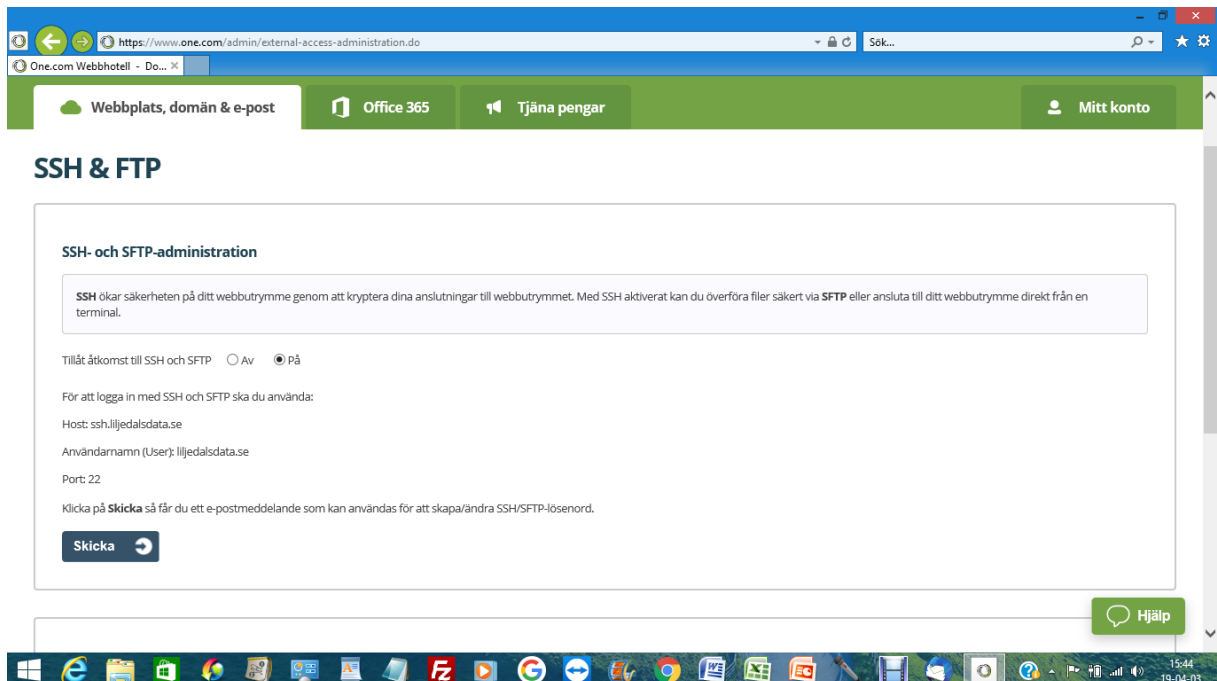 https://www.one.com/admin/external-access-administration.do
Sök...
One.com Webbhotell - Do...
Webbplats, domän & e-post
Office 365
Tjäna pengar
Mitt konto
SSH & FTP
SSH- och SFTP-administration
SSH ökar säkerheten på ditt webbutrymme genom att kryptera dina anslutningar till webbutrymmet. Med SSH aktiverat kan du överföra filer säkert via SFTP eller ansluta till ditt webbutrymme direkt från en
terminal.
Tillåt åtkomst till SSH och SFTP Av På
För att logga in med SSH och SFTP ska du använda:
Host: ssh.liljedalsdata.se
Användarnamn (User): liljedalsdata.se
Port: 22
Klicka på Skicka så får du ett e-postmeddelande som kan användas för att skapa/ändra SSH/SFTP-lösenord.
Skicka
Hjälp
15:44
19-04-03